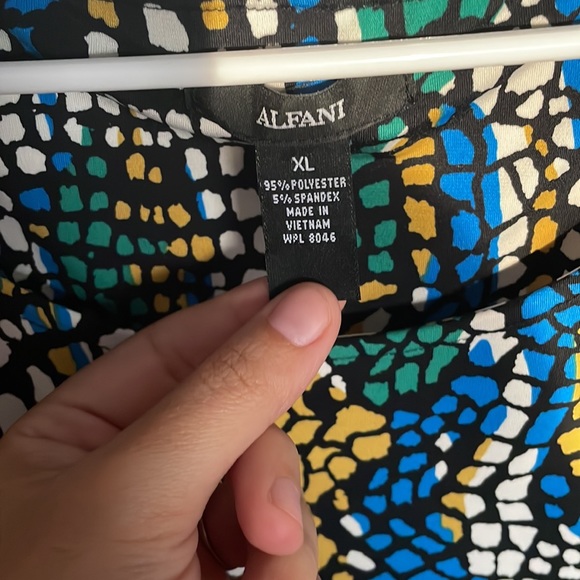 ALFANI
XL
95% POLYESTER
5% SPANDEX
MADE IN
VIETNAM
WPL 8046